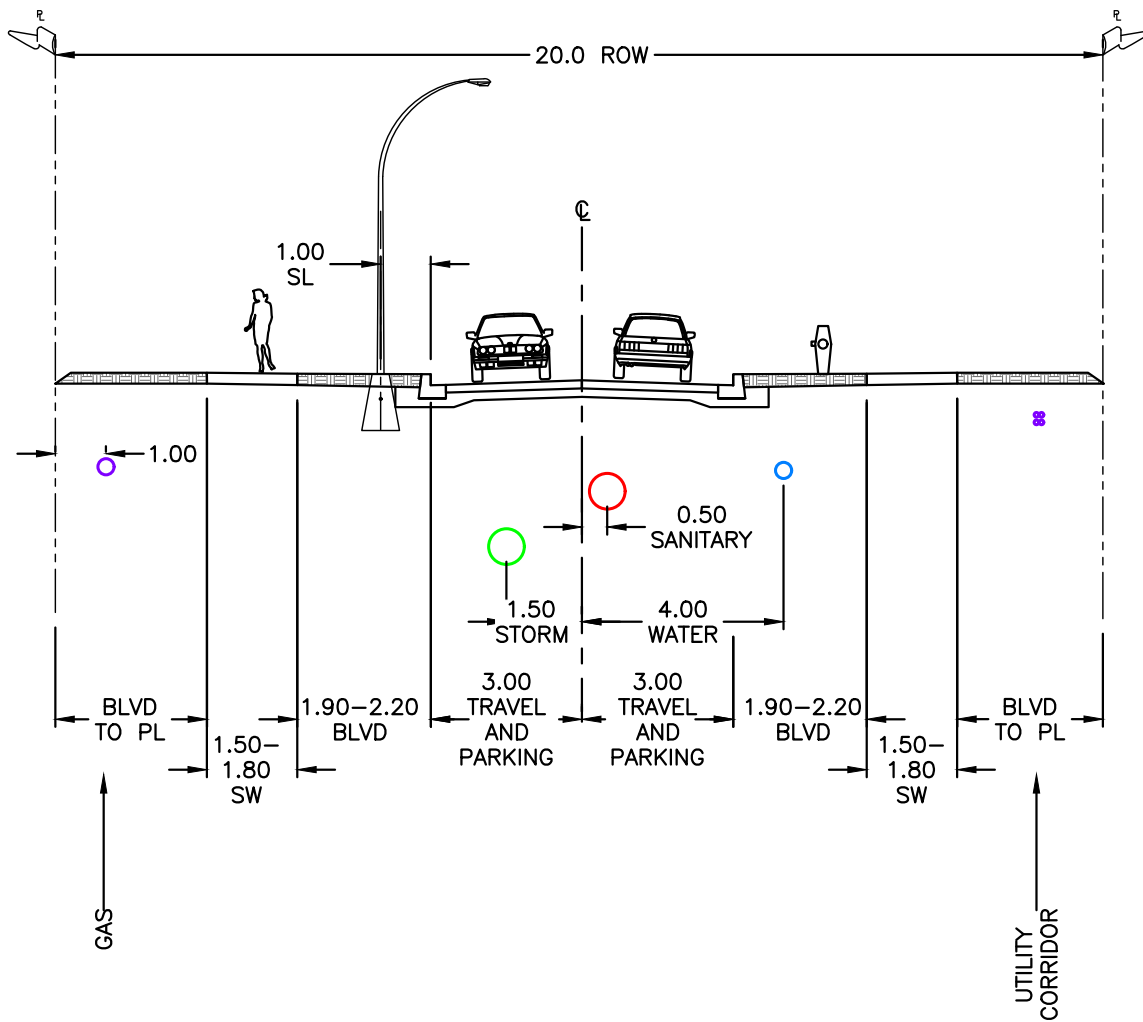 ℄
℄
20.0 ROW
℄
1.00
SL
1.00
0.50
SANITARY
1.50
STORM
4.00
WATER
BLVD
TO PL
1.50-
1.80
SW
1.90-2.20
BLVD
3.00
TRAVEL
AND
PARKING
3.00
TRAVEL
AND
PARKING
1.90-2.20
BLVD
1.50-
1.80
SW
BLVD
TO PL
GAS
UTILITY
CORRIDOR